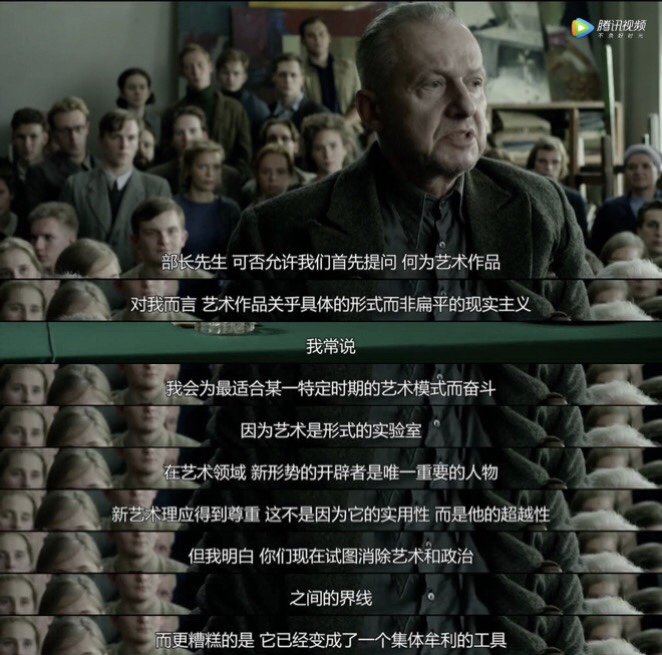 腾讯视频
不负好时光
部长先生 可否允许我们首先提问 何为艺术作品
对我而言 艺术作品关乎具体的形式而非扁平的现实主义
我常说
我会为最适合某一特定时期的艺术模式而奋斗
因为艺术是形式的实验室
在艺术领域 新形势的开辟者是唯一重要的人物
新艺术理应得到尊重 这不是因为它的实用性 而是他的超越性
但我明白 你们现在试图消除艺术和政治
之间的界线
而更糟糕的是 它已经变成了一个集体牟利的工具